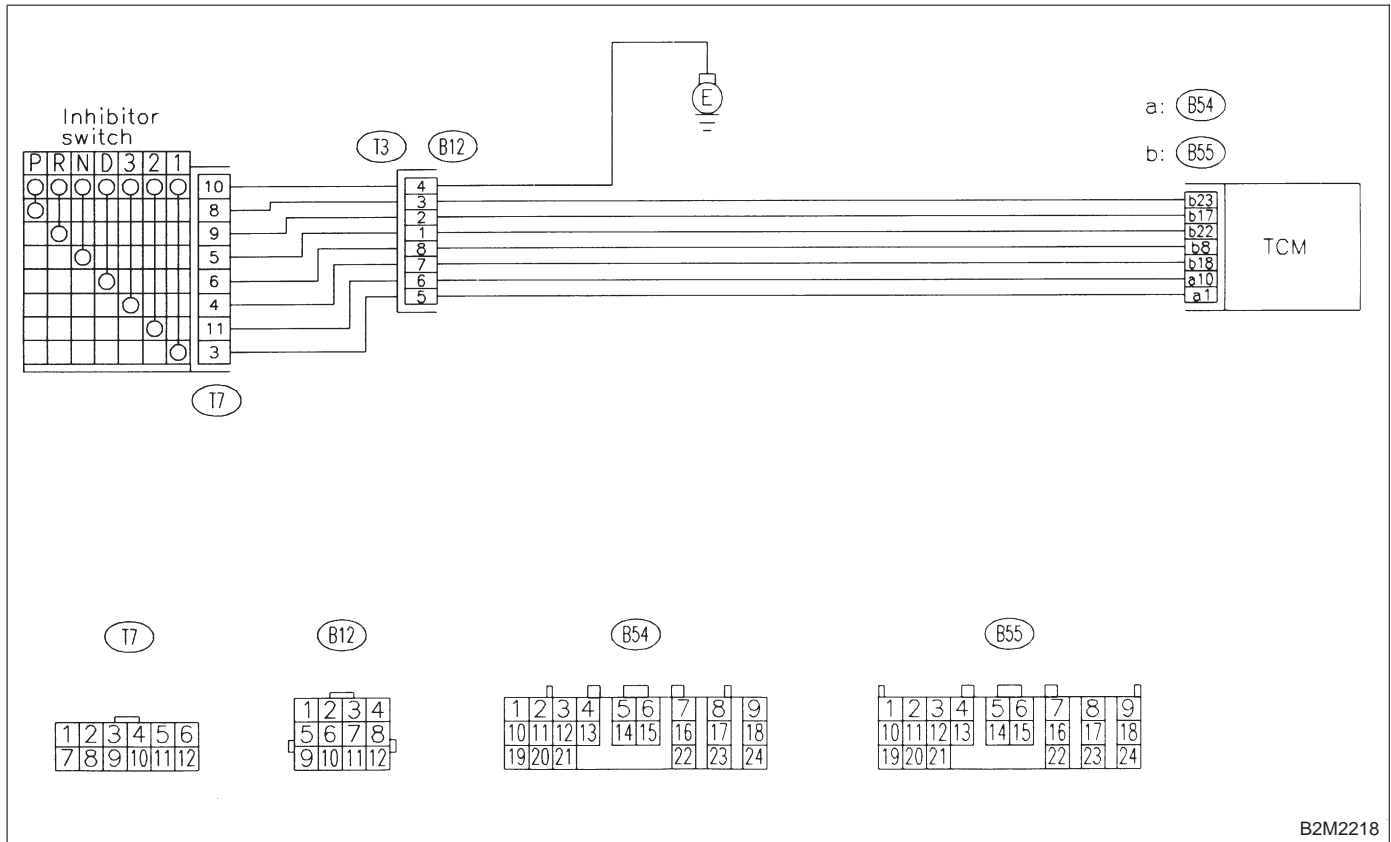 Inhibitor
switch
P R N D 3 2 1
10
8
9
5
6
4
11
3
T7
T3 B12
4
3
2
1
8
7
6
5
E
a: B54
b: B55
b23
b17
b22
b8
b18
a10
a1
TCM
T7
1 2 3 4 5 6
7 8 9 10 11 12
B12
1 2 3 4
5 6 7 8
9 10 11 12
B54
1 2 3 4 5 6 7 8 9
10 11 12 13 14 15 16 17 18
19 20 21 22 23 24
B55
1 2 3 4 5 6 7 8 9
10 11 12 13 14 15 16 17 18
19 20 21 22 23 24
B2M2218